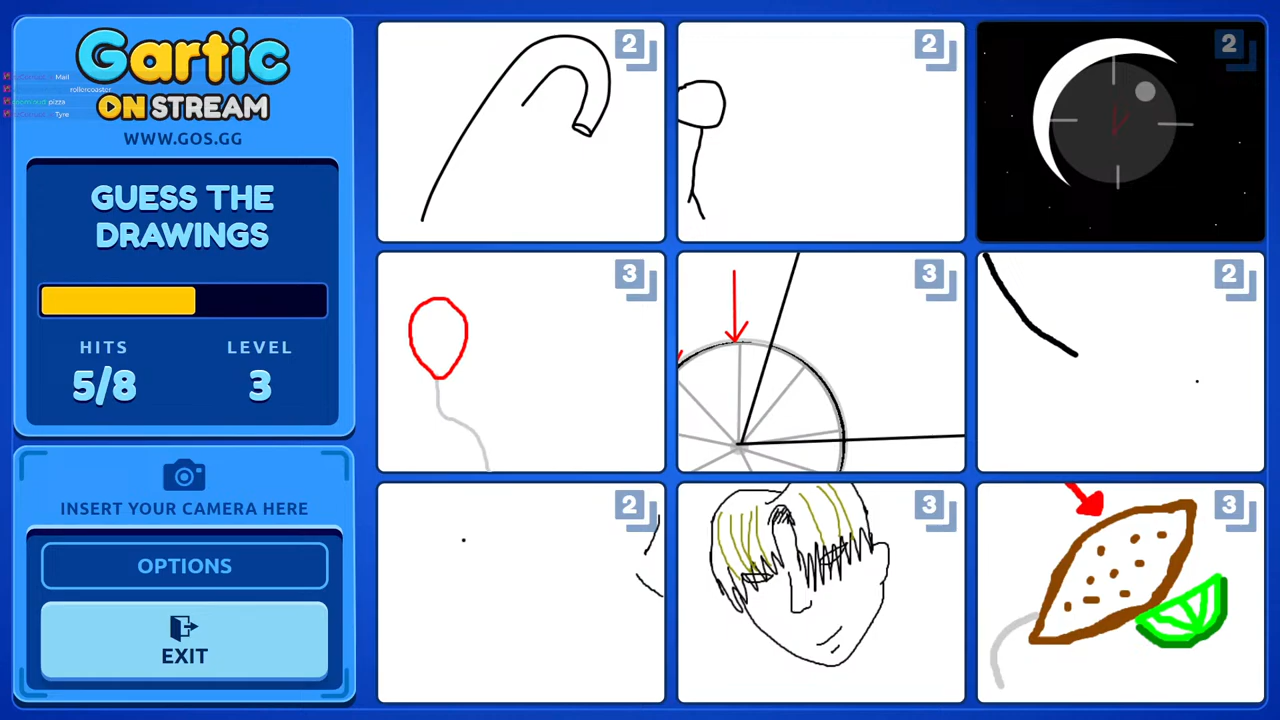 Gartic
ON STREAM
WWW.GOS.GG
Mail
rollercoaster
pizza
Tyre
GUESS THE
DRAWINGS
HITS
LEVEL
5/8
3
INSERT YOUR CAMERA HERE
OPTIONS
EXIT
2
2
2
3
3
2
2
3
3